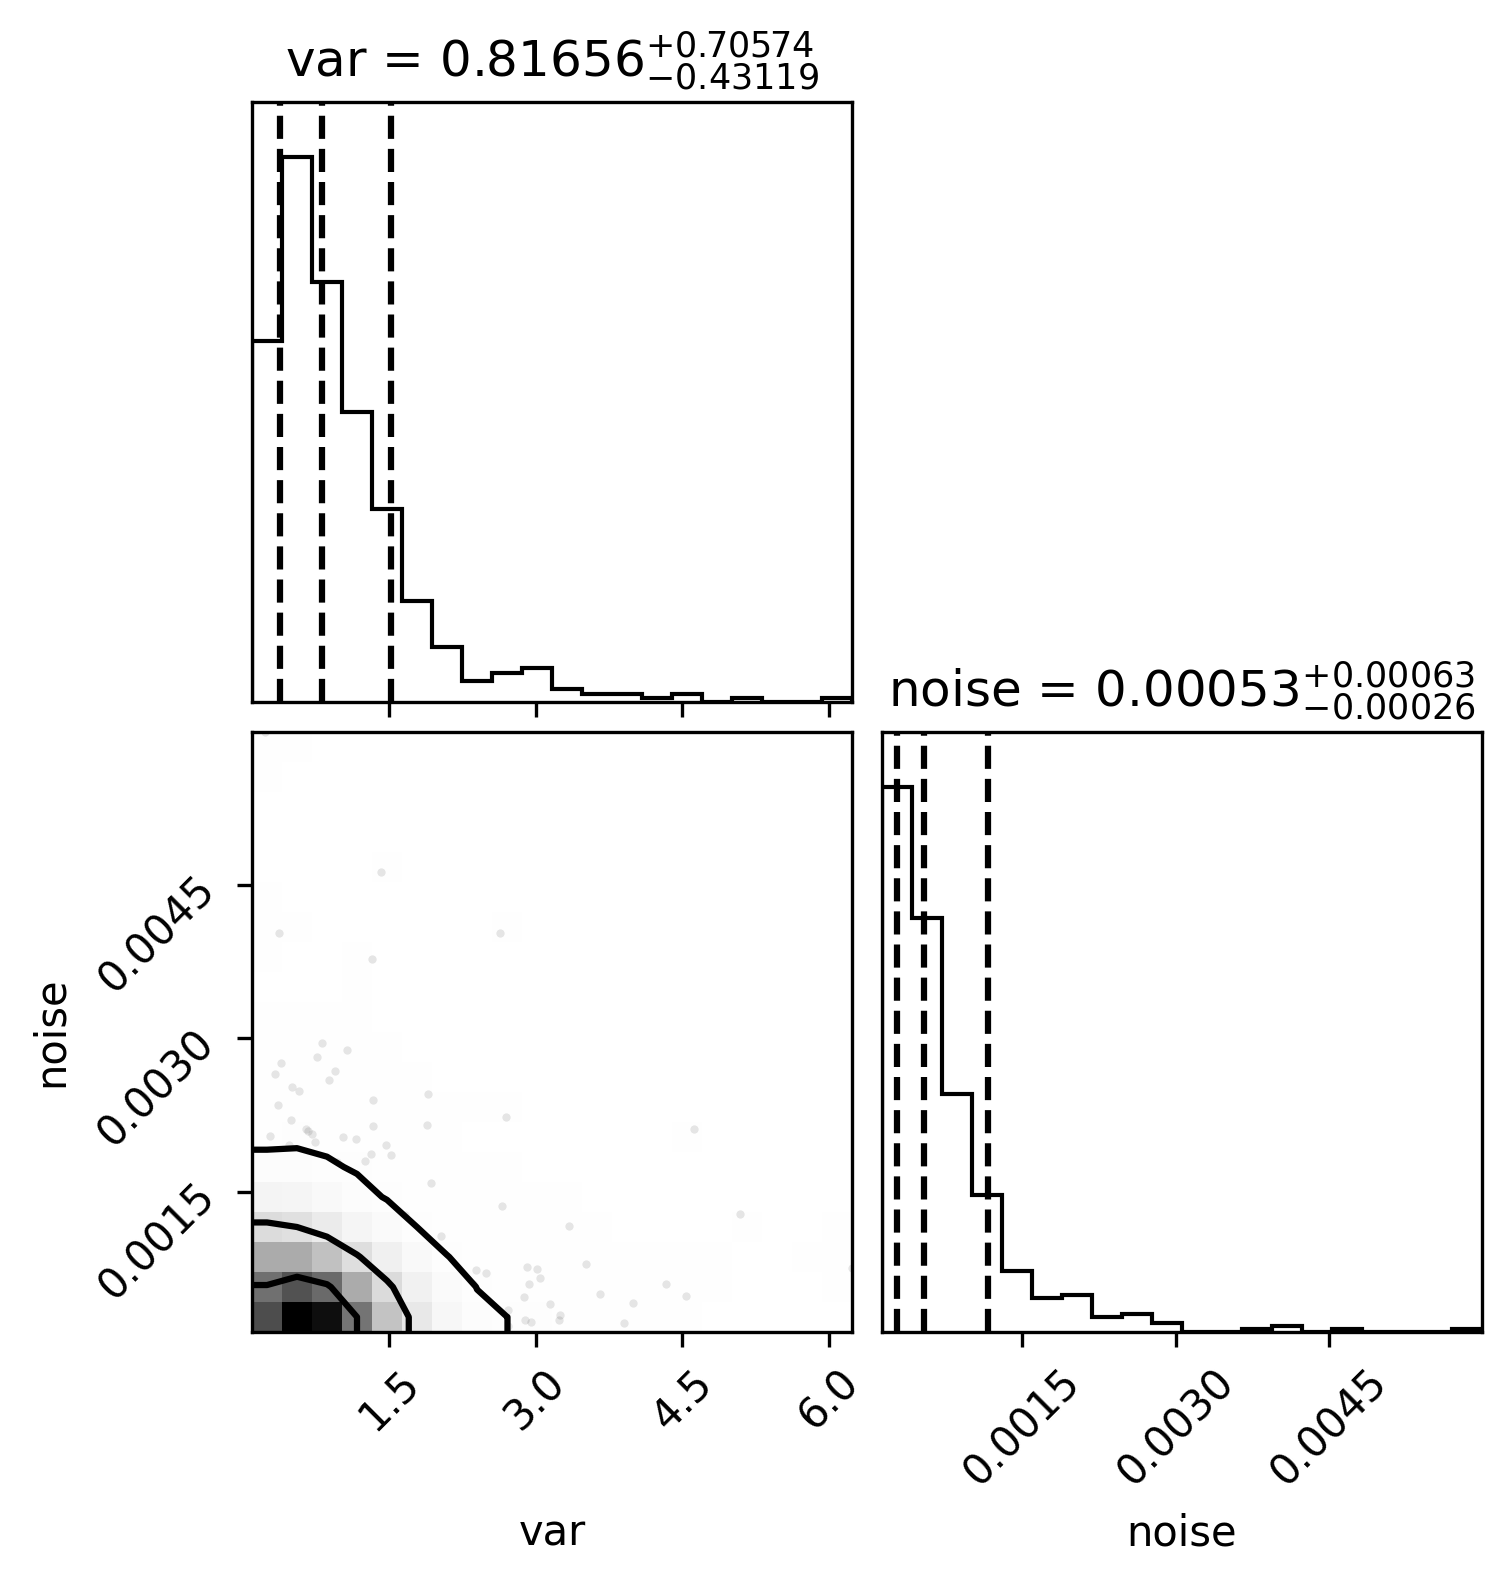 var = 0.81656 +0.70574 −0.43119
noise = 0.00053 +0.00063 −0.00026
0.0045
0.0030
0.0015
noise
1.5 3.0 4.5 6.0
var
0.0015 0.0030 0.0045
noise